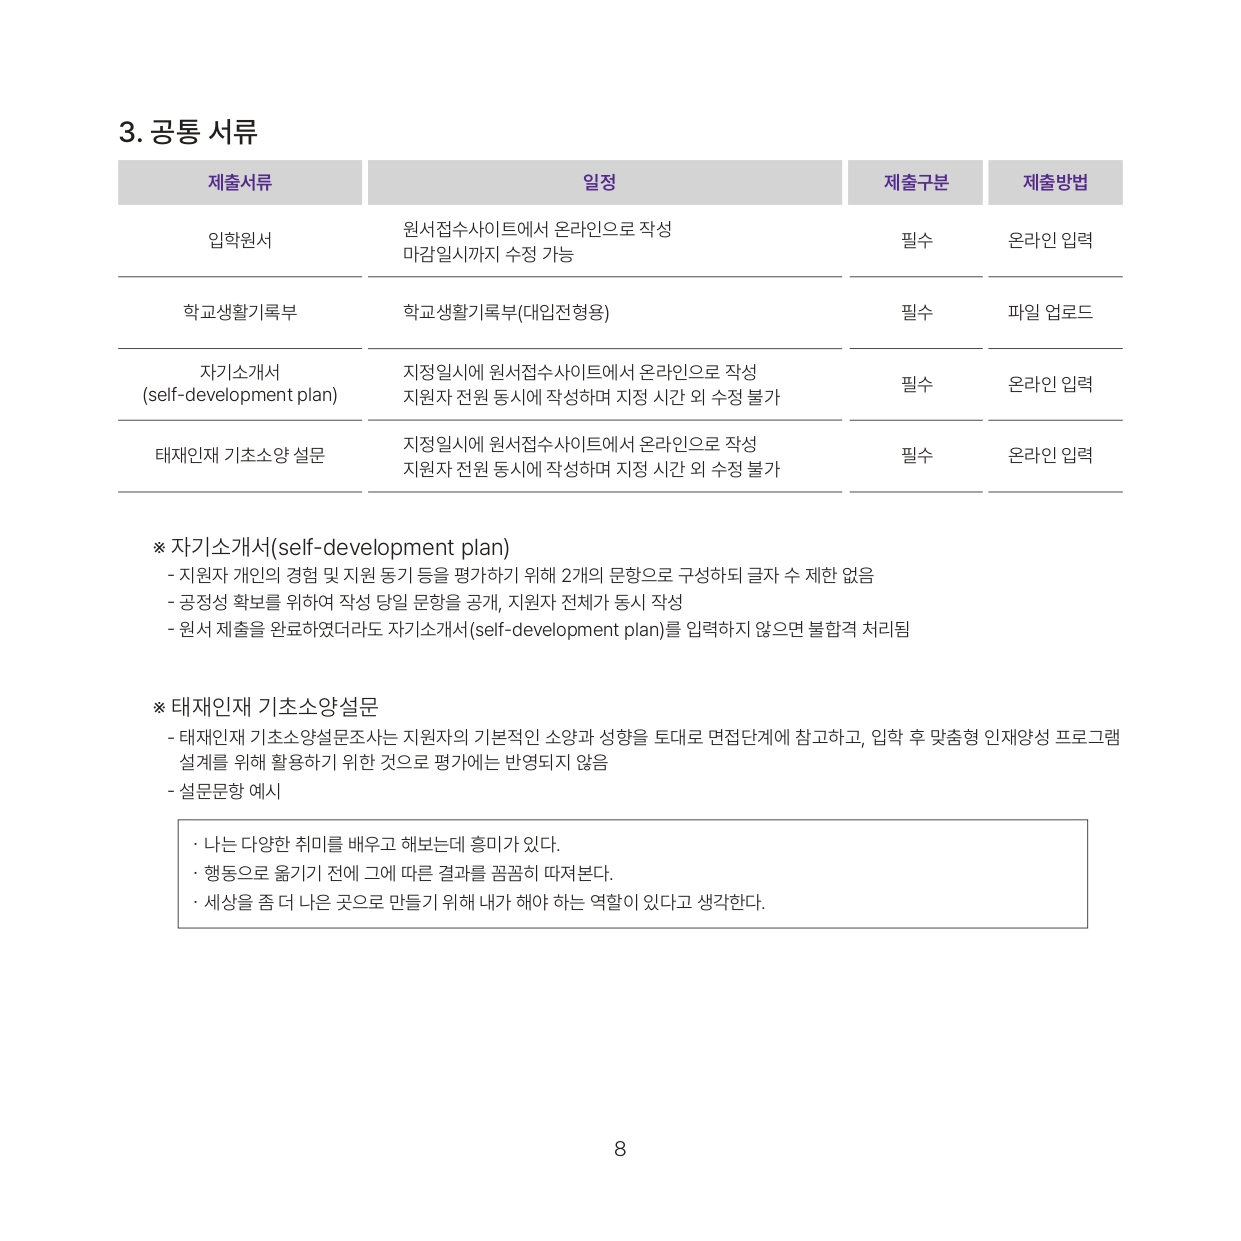 3. 공통 서류
제출서류 일정 제출구분 제출방법
입학원서 원서접수사이트에서 온라인으로 작성 필수 온라인 입력
마감일시까지 수정 가능
학교생활기록부 학교생활기록부(대입전형용) 필수 파일 업로드
자기소개서 지정일시에 원서접수사이트에서 온라인으로 작성 필수 온라인 입력
(self-development plan) 지원자 전원 동시에 작성하며 지정 시간 외 수정 불가
태재인재 기초소양 설문 지정일시에 원서접수사이트에서 온라인으로 작성 필수 온라인 입력
지원자 전원 동시에 작성하며 지정 시간 외 수정 불가
※ 자기소개서(self-development plan)
- 지원자 개인의 경험 및 지원 동기 등을 평가하기 위해 2개의 문항으로 구성하되 글자 수 제한 없음
- 공정성 확보를 위하여 작성 당일 문항을 공개, 지원자 전체가 동시 작성
- 원서 제출을 완료하였더라도 자기소개서(self-development plan)를 입력하지 않으면 불합격 처리됨
※ 태재인재 기초소양설문
- 태재인재 기초소양설문조사는 지원자의 기본적인 소양과 성향을 토대로 면접단계에 참고하고, 입학 후 맞춤형 인재양성 프로그램
설계를 위해 활용하기 위한 것으로 평가에는 반영되지 않음
- 설문문항 예시
· 나는 다양한 취미를 배우고 해보는데 흥미가 있다.
· 행동으로 옮기기 전에 그에 따른 결과를 꼼꼼히 따져본다.
· 세상을 좀 더 나은 곳으로 만들기 위해 내가 해야 하는 역할이 있다고 생각한다.
8